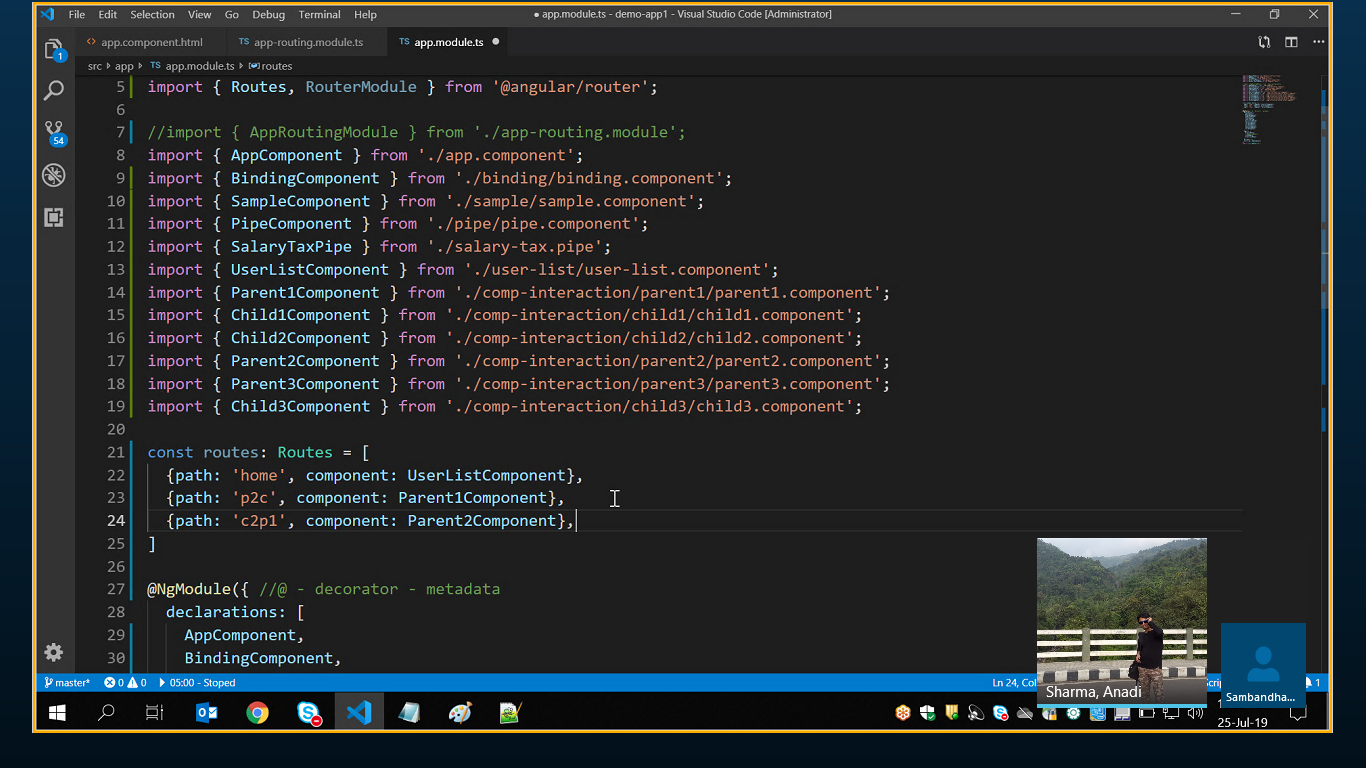 File Edit Selection View Go Debug Terminal Help
● app.module.ts - demo-app1 - Visual Studio Code [Administrator]
<> app.component.html
TS app-routing.module.ts
TS app.module.ts ●
src > app > TS app.module.ts > routes
5 import { Routes, RouterModule } from '@angular/router';
6
7 //import { AppRoutingModule } from './app-routing.module';
8 import { AppComponent } from './app.component';
9 import { BindingComponent } from './binding/binding.component';
10 import { SampleComponent } from './sample/sample.component';
11 import { PipeComponent } from './pipe/pipe.component';
12 import { SalaryTaxPipe } from './salary-tax.pipe';
13 import { UserListComponent } from './user-list/user-list.component';
14 import { Parent1Component } from './comp-interaction/parent1/parent1.component';
15 import { Child1Component } from './comp-interaction/child1/child1.component';
16 import { Child2Component } from './comp-interaction/child2/child2.component';
17 import { Parent2Component } from './comp-interaction/parent2/parent2.component';
18 import { Parent3Component } from './comp-interaction/parent3/parent3.component';
19 import { Child3Component } from './comp-interaction/child3/child3.component';
20
21 const routes: Routes = [
22 {path: 'home', component: UserListComponent},
23 {path: 'p2c', component: Parent1Component},
24 {path: 'c2p1', component: Parent2Component},
25 ]
26
27 @NgModule({ //@ - decorator - metadata
28 declarations: [
29 AppComponent,
30 BindingComponent,
1
54
Sharma, Anadi
Sambandha...
master* 0 0 05:00 - Stoped
Ln 24, Co
1
25-Jul-19